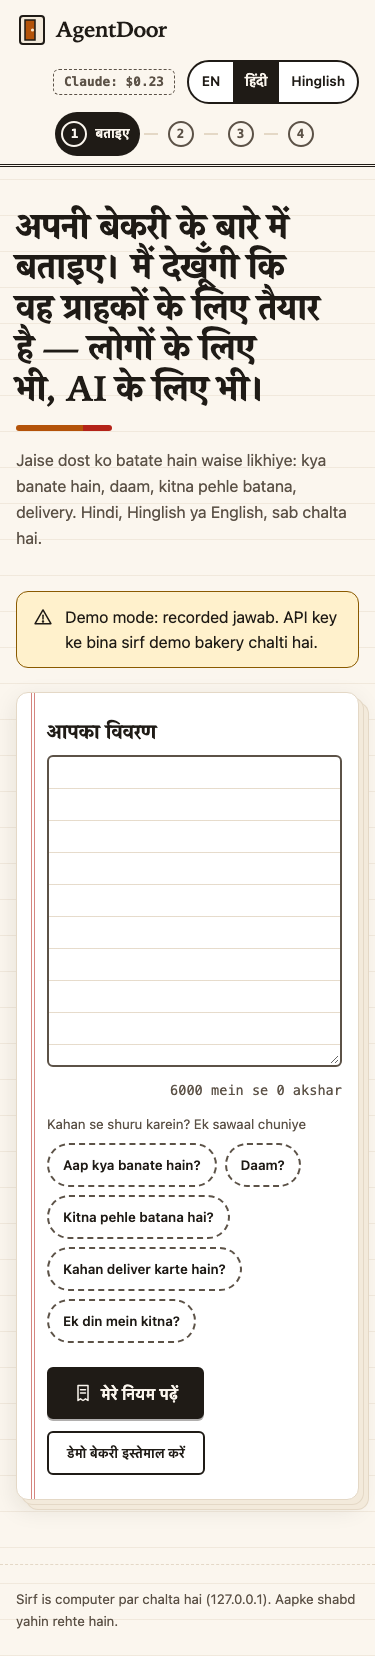 AgentDoor
Claude: $0.23
EN हिंदी Hinglish
1 बताइए 2 3 4
अपनी बेकरी के बारे में
बताइए। मैं देखूँगी कि
वह ग्राहकों के लिए तैयार
है — लोगों के लिए
भी, AI के लिए भी।
Jaise dost ko batate hain waise likhiye: kya
banate hain, daam, kitna pehle batana,
delivery. Hindi, Hinglish ya English, sab chalta
hai.
Demo mode: recorded jawab. API key
ke bina sirf demo bakery chalti hai.
आपका विवरण
6000 mein se 0 akshar
Kahan se shuru karein? Ek sawaal chuniye
Aap kya banate hain? Daam?
Kitna pehle batana hai?
Kahan deliver karte hain?
Ek din mein kitna?
मेरे नियम पढ़ें
डेमो बेकरी इस्तेमाल करें
Sirf is computer par chalta hai (127.0.0.1). Aapke shabd
yahin rehte hain.